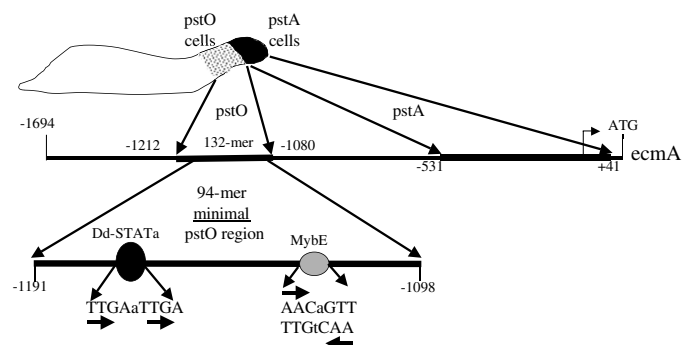 pstO cells
pstA cells
pstO
pstA
-1694
-1212
132-mer
-1080
ATG
ecmA
-531
+41
94-mer
minimal
pstO region
Dd-STATa
MybE
-1191
-1098
TTGAaTTGA
AACaGTT
TTGtCAA